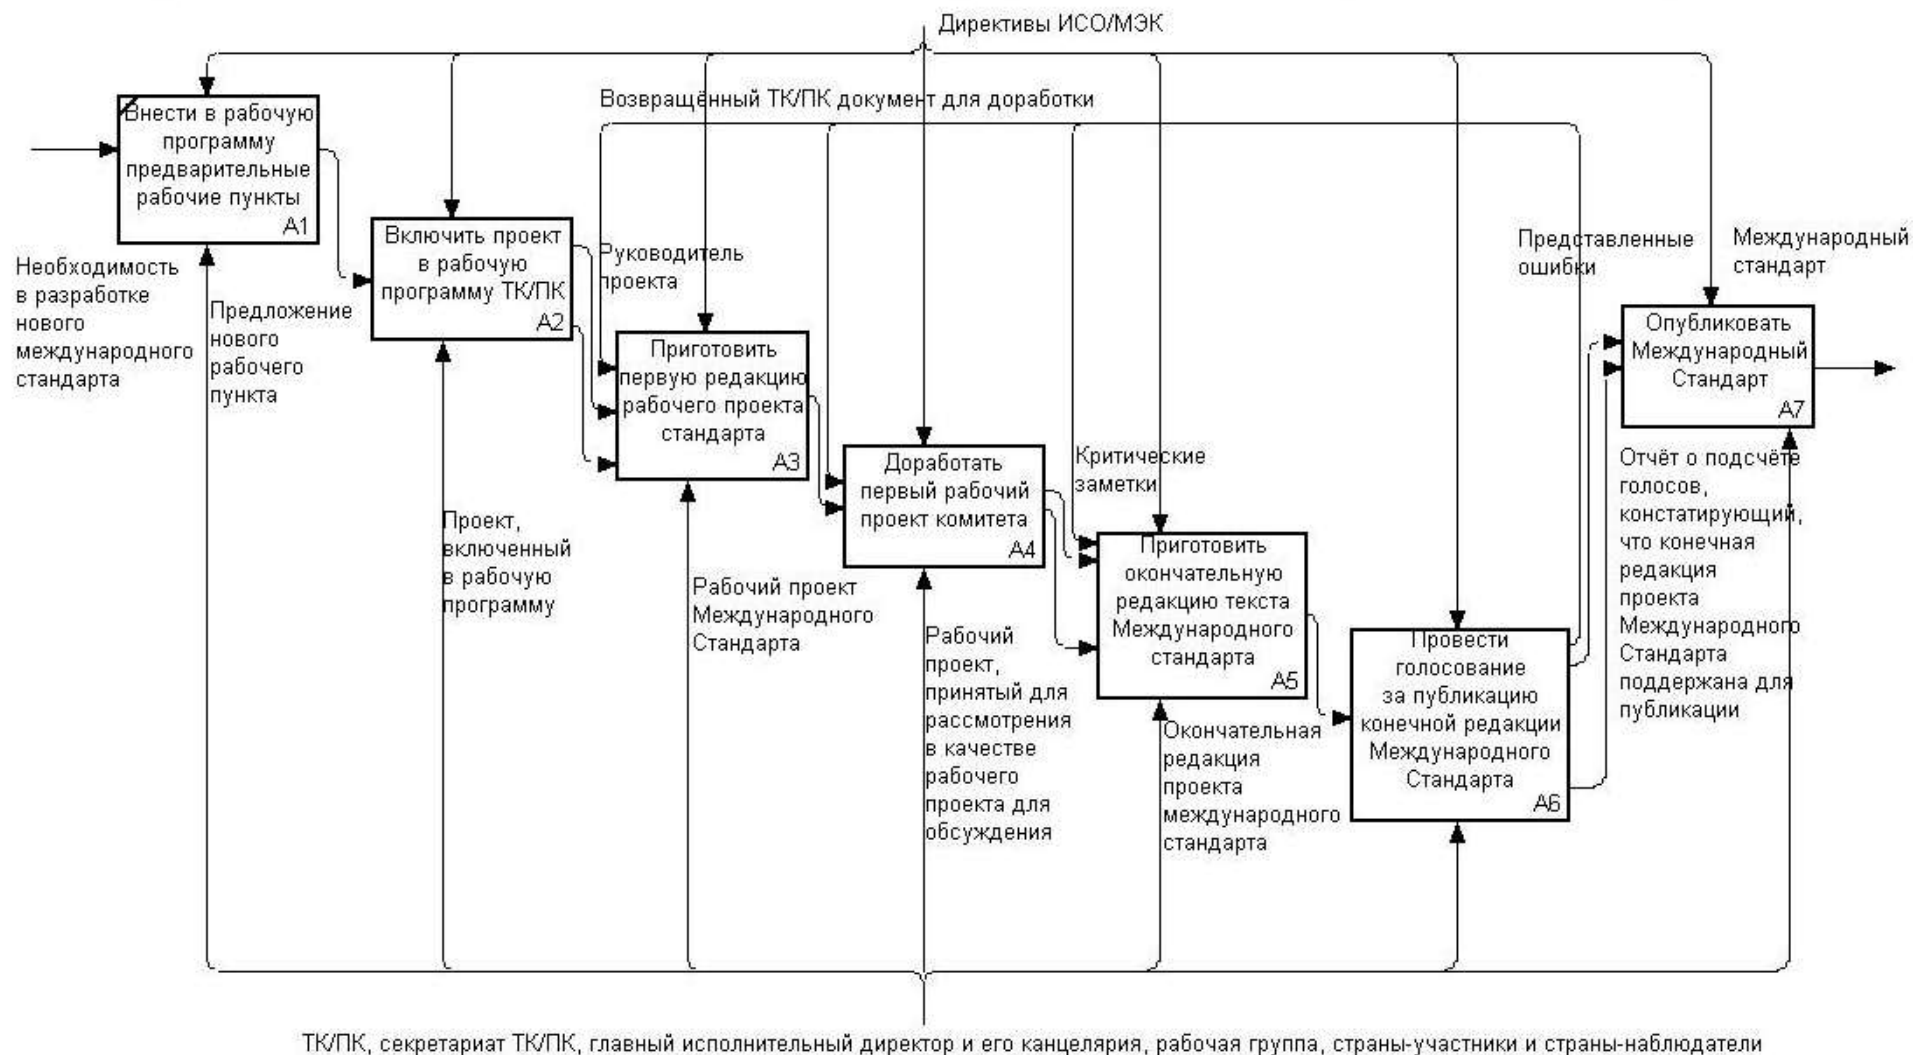 Директивы ИСО/МЭК
Возвращённый ТК/ПК документ для доработки
Внести в рабочую
программу
предварительные
рабочие пункты
A1
Необходимость
в разработке
нового
международного
стандарта
Предложение
нового
рабочего
пункта
Включить проект
в рабочую
программу ТК/ПК
A2
Руководитель
проекта
Проект,
включенный
в рабочую
программу
Приготовить
первую редакцию
рабочего проекта
стандарта
A3
Рабочий проект
Международного
Стандарта
Доработать
первый рабочий
проект комитета
A4
Рабочий
проект,
принятый для
рассмотрения
в качестве
рабочего
проекта для
обсуждения
Критические
заметки
Приготовить
окончательную
редакцию текста
Международного
стандарта
A5
Окончательная
редакция
проекта
международного
стандарта
Провести
голосование
за публикацию
конечной редакции
Международного
Стандарта
A6
Представленные
ошибки
Международный
стандарт
Опубликовать
Международный
Стандарт
A7
Отчёт о подсчёте
голосов,
констатирующий,
что конечная
редакция
проекта
Международного
Стандарта
поддержана для
публикации
ТК/ПК, секретариат ТК/ПК, главный исполнительный директор и его канцелярия, рабочая группа, страны-участники и страны-наблюдатели